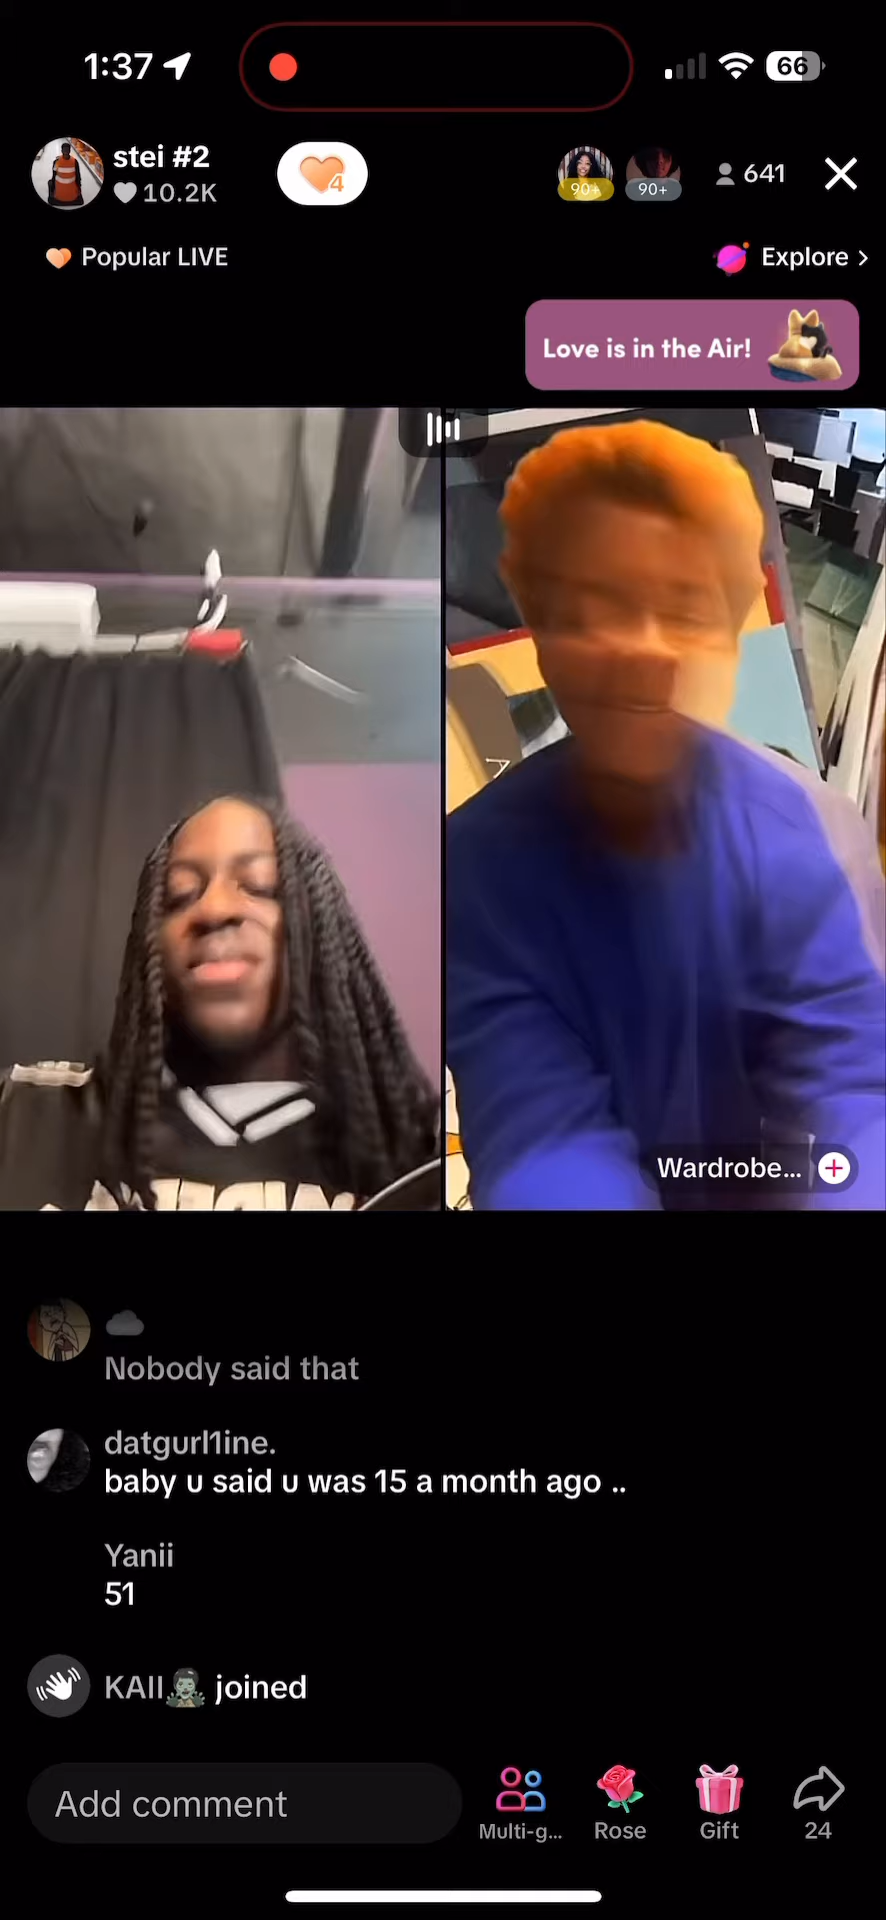 1:37
66
stei #2
10.2K
4
90+
90+
641
Popular LIVE
Explore >
Love is in the Air!
Wardrobe...
Nobody said that
datgurl1ine.
baby u said u was 15 a month ago ..
Yanii
51
KAII joined
Add comment
Multi-g...
Rose
Gift
24